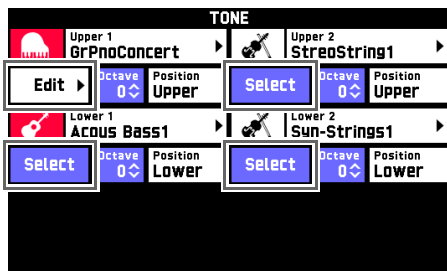 TONE
Upper 1
GrPnoConcert
Upper 2
StreoString1
Edit
Octave
0
Position
Upper
Select
Octave
0
Position
Upper
Lower 1
Acous Bass1
Lower 2
Syn-Strings1
Select
Octave
0
Position
Lower
Select
Octave
0
Position
Lower